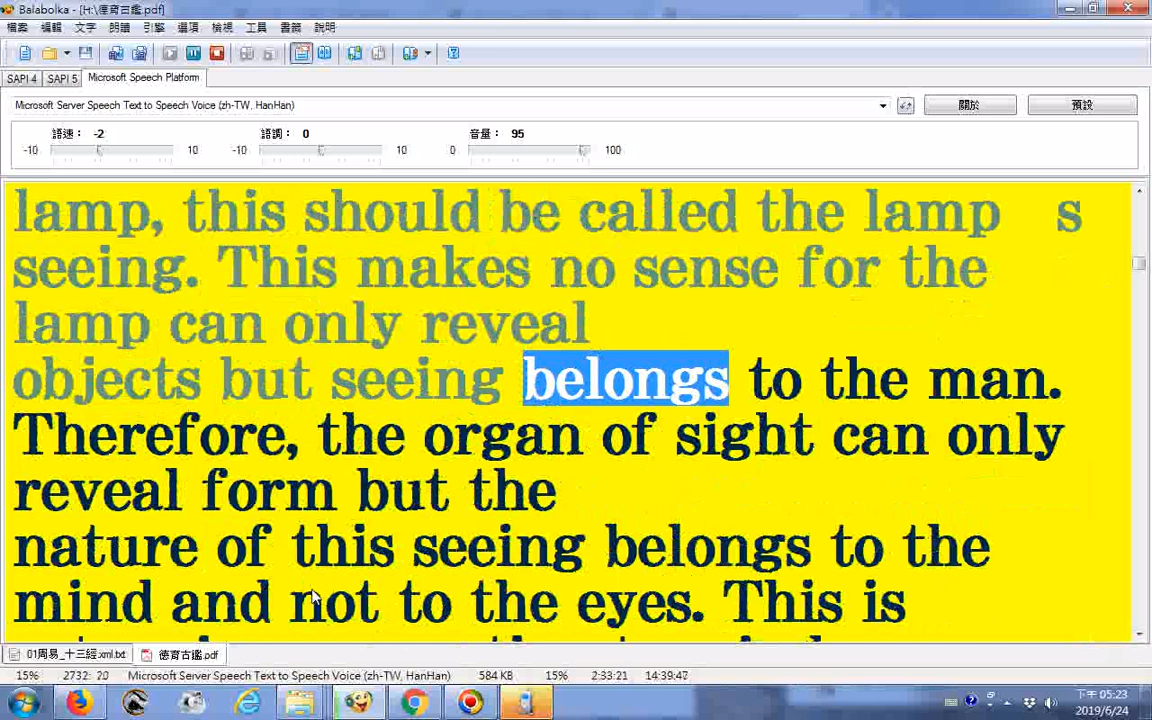 Balabolka - [H:\德育古鑑.pdf]
檔案 編輯 文字 朗讀 引擎 選項 檢視 工具 書籤 說明
SAPI 4 SAPI 5 Microsoft Speech Platform
Microsoft Server Speech Text to Speech Voice (zh-TW, HanHan) 關於 預設
語速： -2 語調： 0 音量： 95
-10 10 -10 10 0 100
lamp, this should be called the lamp s
seeing. This makes no sense for the
lamp can only reveal
objects but seeing belongs to the man.
Therefore, the organ of sight can only
reveal form but the
nature of this seeing belongs to the
mind and not to the eyes. This is
01周易_十三經.xml.txt 德育古鑑.pdf
15% 2732: 20 Microsoft Server Speech Text to Speech Voice (zh-TW, HanHan) 584 KB 15% 2:33:21 14:39:47
下午 05:23
2019/6/24